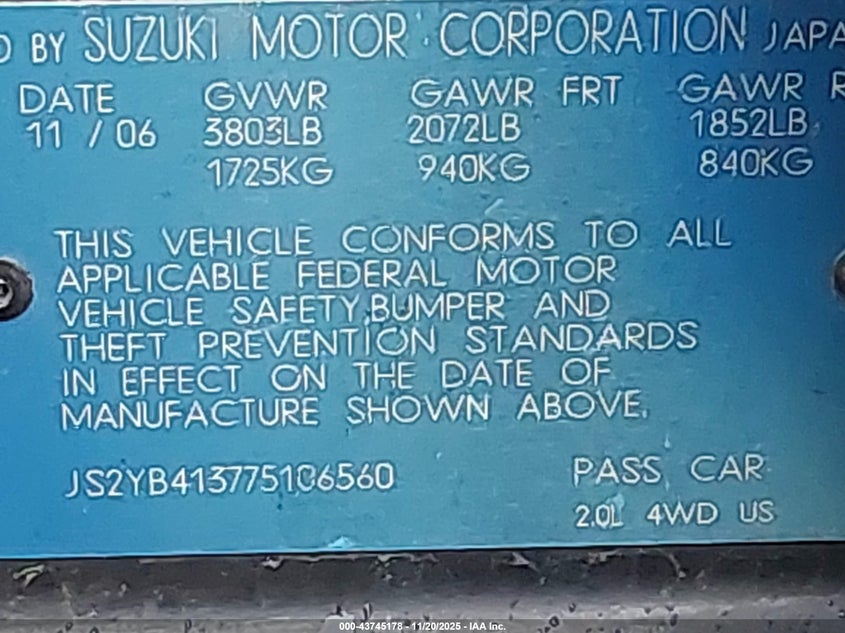 D BY SUZUKI MOTOR CORPORATION JAPA
DATE GVWR GAWR FRT GAWR R
11 / 06 3803LB 2072LB 1852LB
1725KG 940KG 840KG
THIS VEHICLE CONFORMS TO ALL
APPLICABLE FEDERAL MOTOR
VEHICLE SAFETY,BUMPER AND
THEFT PREVENTION STANDARDS
IN EFFECT ON THE DATE OF
MANUFACTURE SHOWN ABOVE.
JS2YB413775106560 PASS CAR
2.0L 4WD US
000-43745178 - 11/20/2025 - IAA Inc.